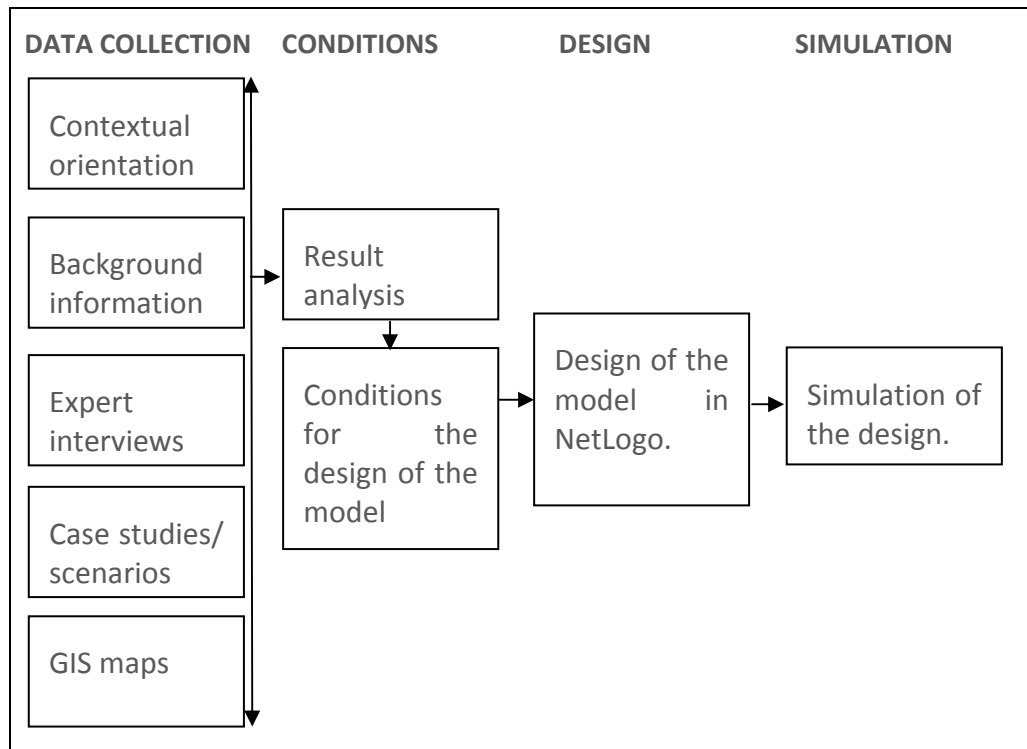 DATA COLLECTION CONDITIONS DESIGN SIMULATION
Contextual
orientation
Background
information
Expert
interviews
Case studies/
scenarios
GIS maps
Result
analysis
Conditions
for the
design of the
model
Design of the
model in
NetLogo.
Simulation of
the design.